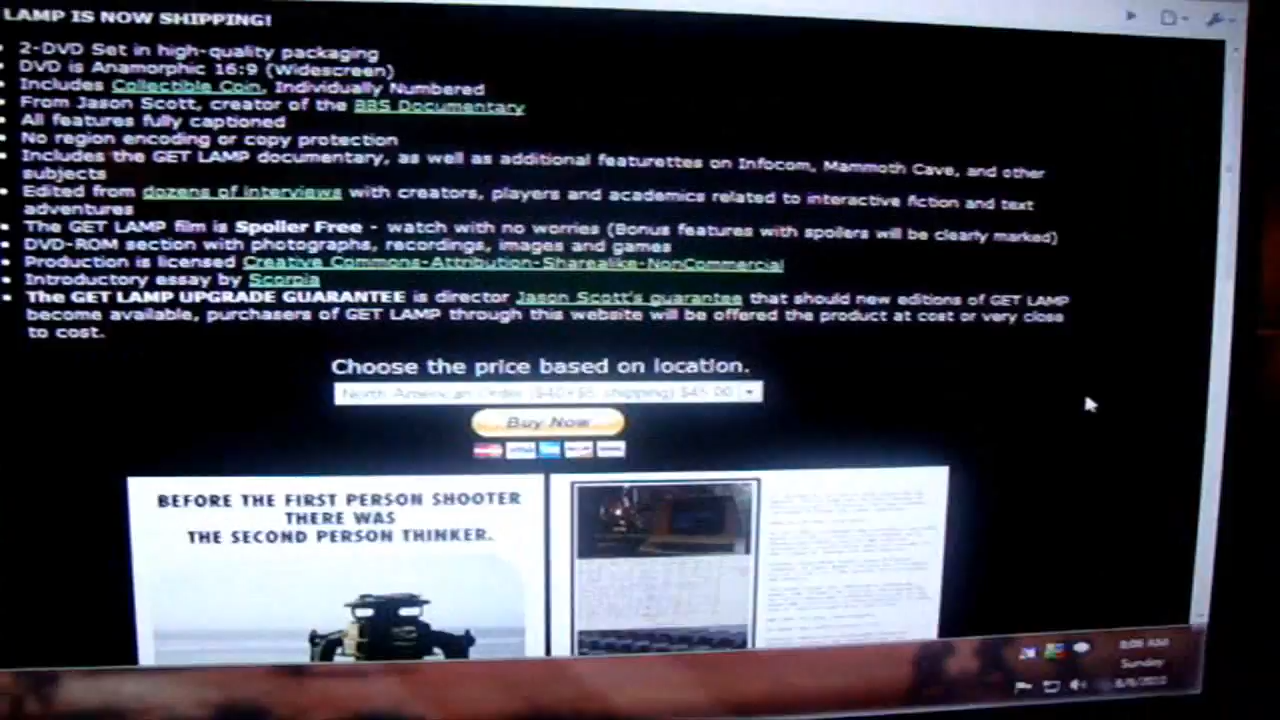 LAMP IS NOW SHIPPING!
2-DVD Set in high-quality packaging
DVD is Anamorphic 16:9 (Widescreen)
Includes Collectible Coin, Individually Numbered
From Jason Scott, creator of the BBS Documentary
All features fully captioned
No region encoding or copy protection
Includes the GET LAMP documentary, as well as additional featurettes on Infocom, Mammoth Cave, and other
subjects
Edited from dozens of interviews with creators, players and academics related to interactive fiction and text
adventures
The GET LAMP film is Spoiler Free - watch with no worries (Bonus features with spoilers will be clearly marked)
DVD-ROM section with photographs, recordings, images and games
Production is licensed Creative Commons-Attribution-Sharealike-NonCommercial
Introductory essay by Scorpia
The GET LAMP UPGRADE GUARANTEE is director Jason Scott's guarantee that should new editions of GET LAMP
become available, purchasers of GET LAMP through this website will be offered the product at cost or very close
to cost.
Choose the price based on location.
North American Order ($40+$5 shipping) $45.00
Buy Now
BEFORE THE FIRST PERSON SHOOTER
THERE WAS
THE SECOND PERSON THINKER.
Sunday